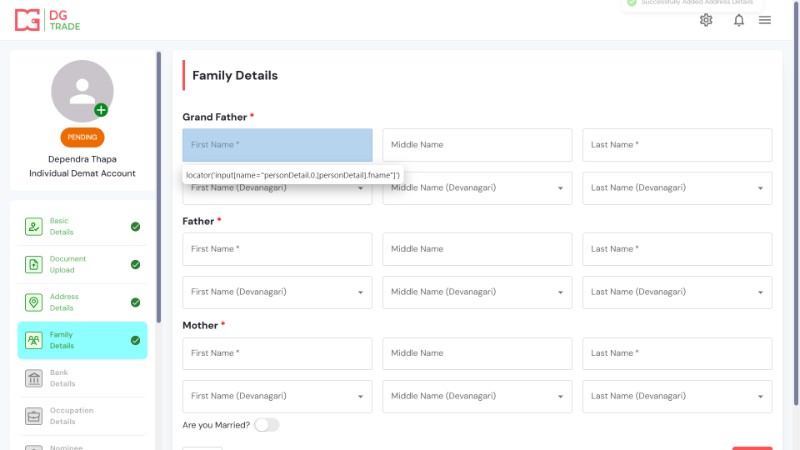 DG
TRADE
Successfully Added Address Details
PENDING
Dependra Thapa
Individual Demat Account
Basic
Details
Document
Upload
Address
Details
Family
Details
Bank
Details
Occupation
Details
Nominee
Family Details
Grand Father *
First Name *
Middle Name
Last Name *
locator('input[name="personDetail.0.[personDetail].fname"]')
First Name (Devanagari)
Middle Name (Devanagari)
Last Name (Devanagari)
Father *
First Name *
Middle Name
Last Name *
First Name (Devanagari)
Middle Name (Devanagari)
Last Name (Devanagari)
Mother *
First Name *
Middle Name
Last Name *
First Name (Devanagari)
Middle Name (Devanagari)
Last Name (Devanagari)
Are you Married?